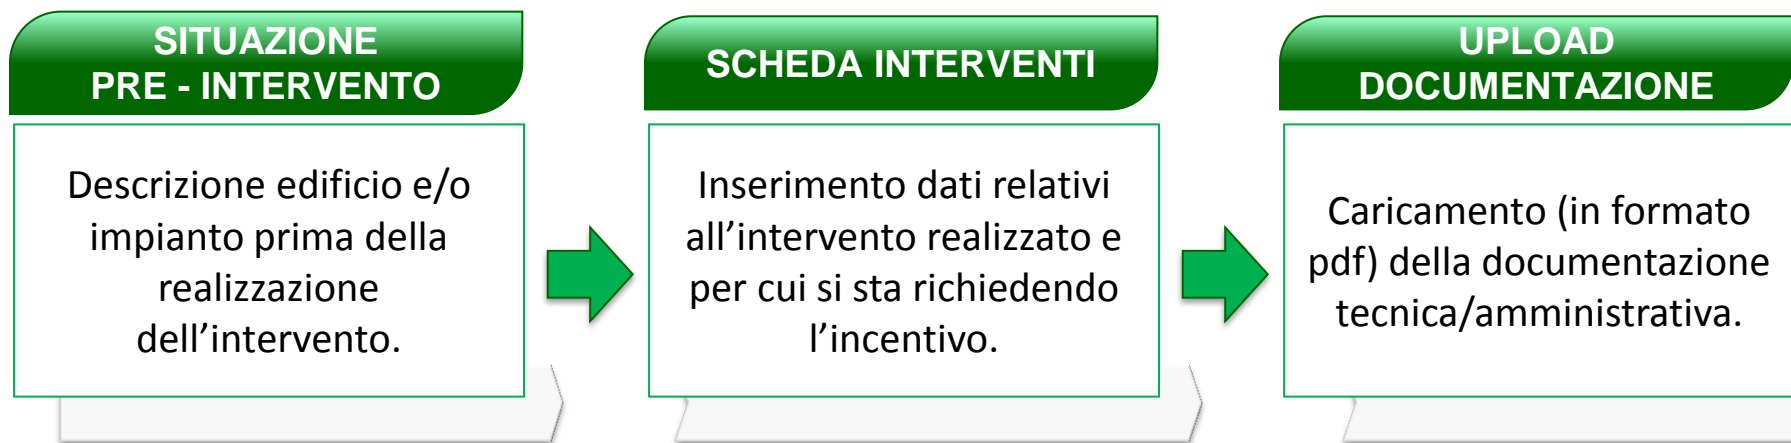 SITUAZIONE
PRE - INTERVENTO
Descrizione edificio e/o
impianto prima della
realizzazione
dell’intervento.
SCHEDA INTERVENTI
Inserimento dati relativi
all’intervento realizzato e
per cui si sta richiedendo
l’incentivo.
UPLOAD
DOCUMENTAZIONE
Caricamento (in formato
pdf) della documentazione
tecnica/amministrativa.